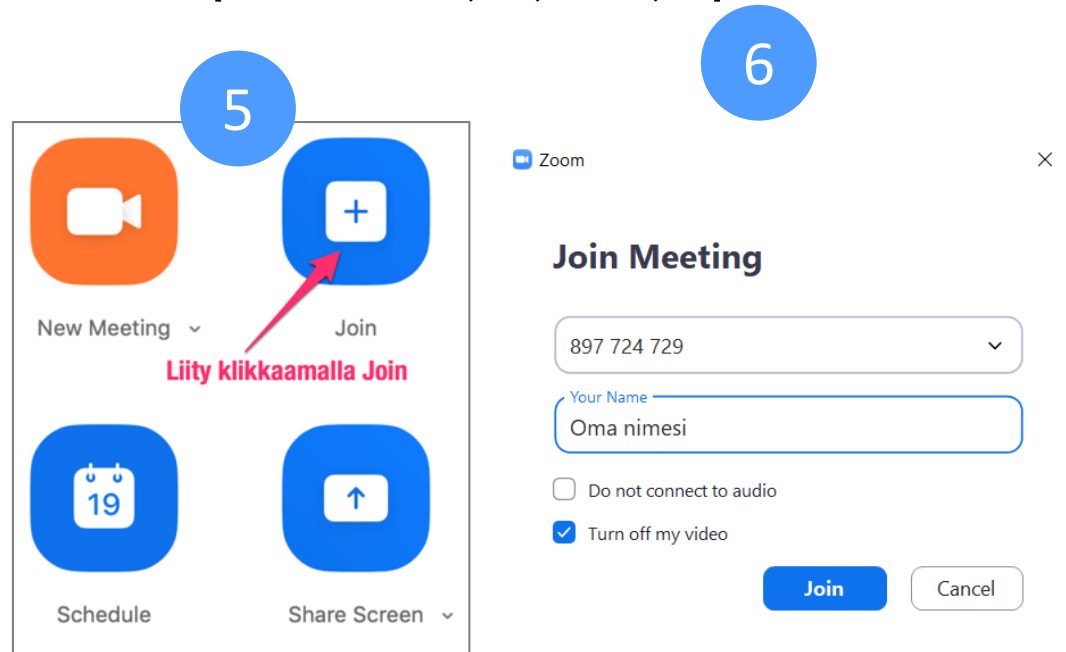 5
New Meeting
Join
Liity klikkaamalla Join
19
Schedule
Share Screen
6
Zoom
Join Meeting
897 724 729
Your Name
Oma nimesi
Do not connect to audio
Turn off my video
Join
Cancel